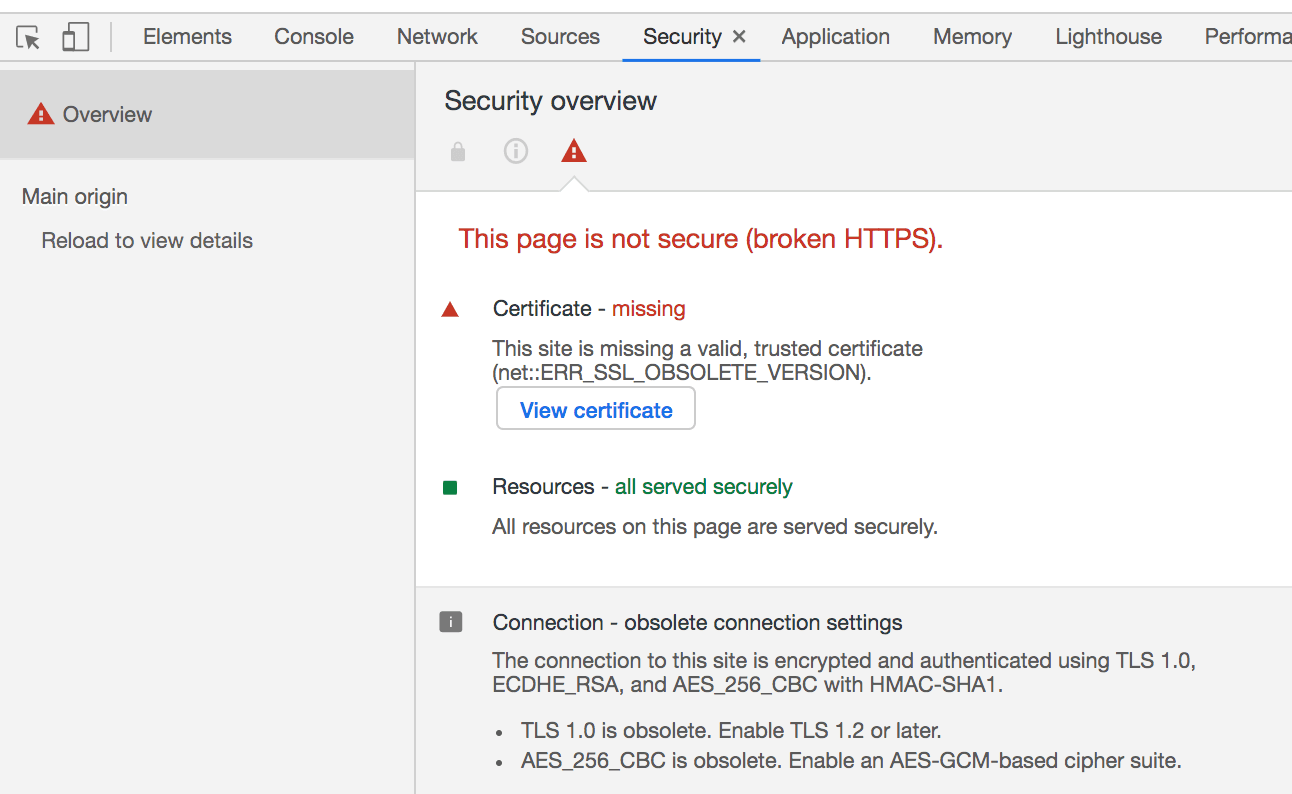 Elements Console Network Sources Security × Application Memory Lighthouse Performa
Overview
Main origin
Reload to view details
Security overview
This page is not secure (broken HTTPS).
Certificate - missing
This site is missing a valid, trusted certificate
(net::ERR_SSL_OBSOLETE_VERSION).
View certificate
Resources - all served securely
All resources on this page are served securely.
Connection - obsolete connection settings
The connection to this site is encrypted and authenticated using TLS 1.0,
ECDHE_RSA, and AES_256_CBC with HMAC-SHA1.
• TLS 1.0 is obsolete. Enable TLS 1.2 or later.
• AES_256_CBC is obsolete. Enable an AES-GCM-based cipher suite.